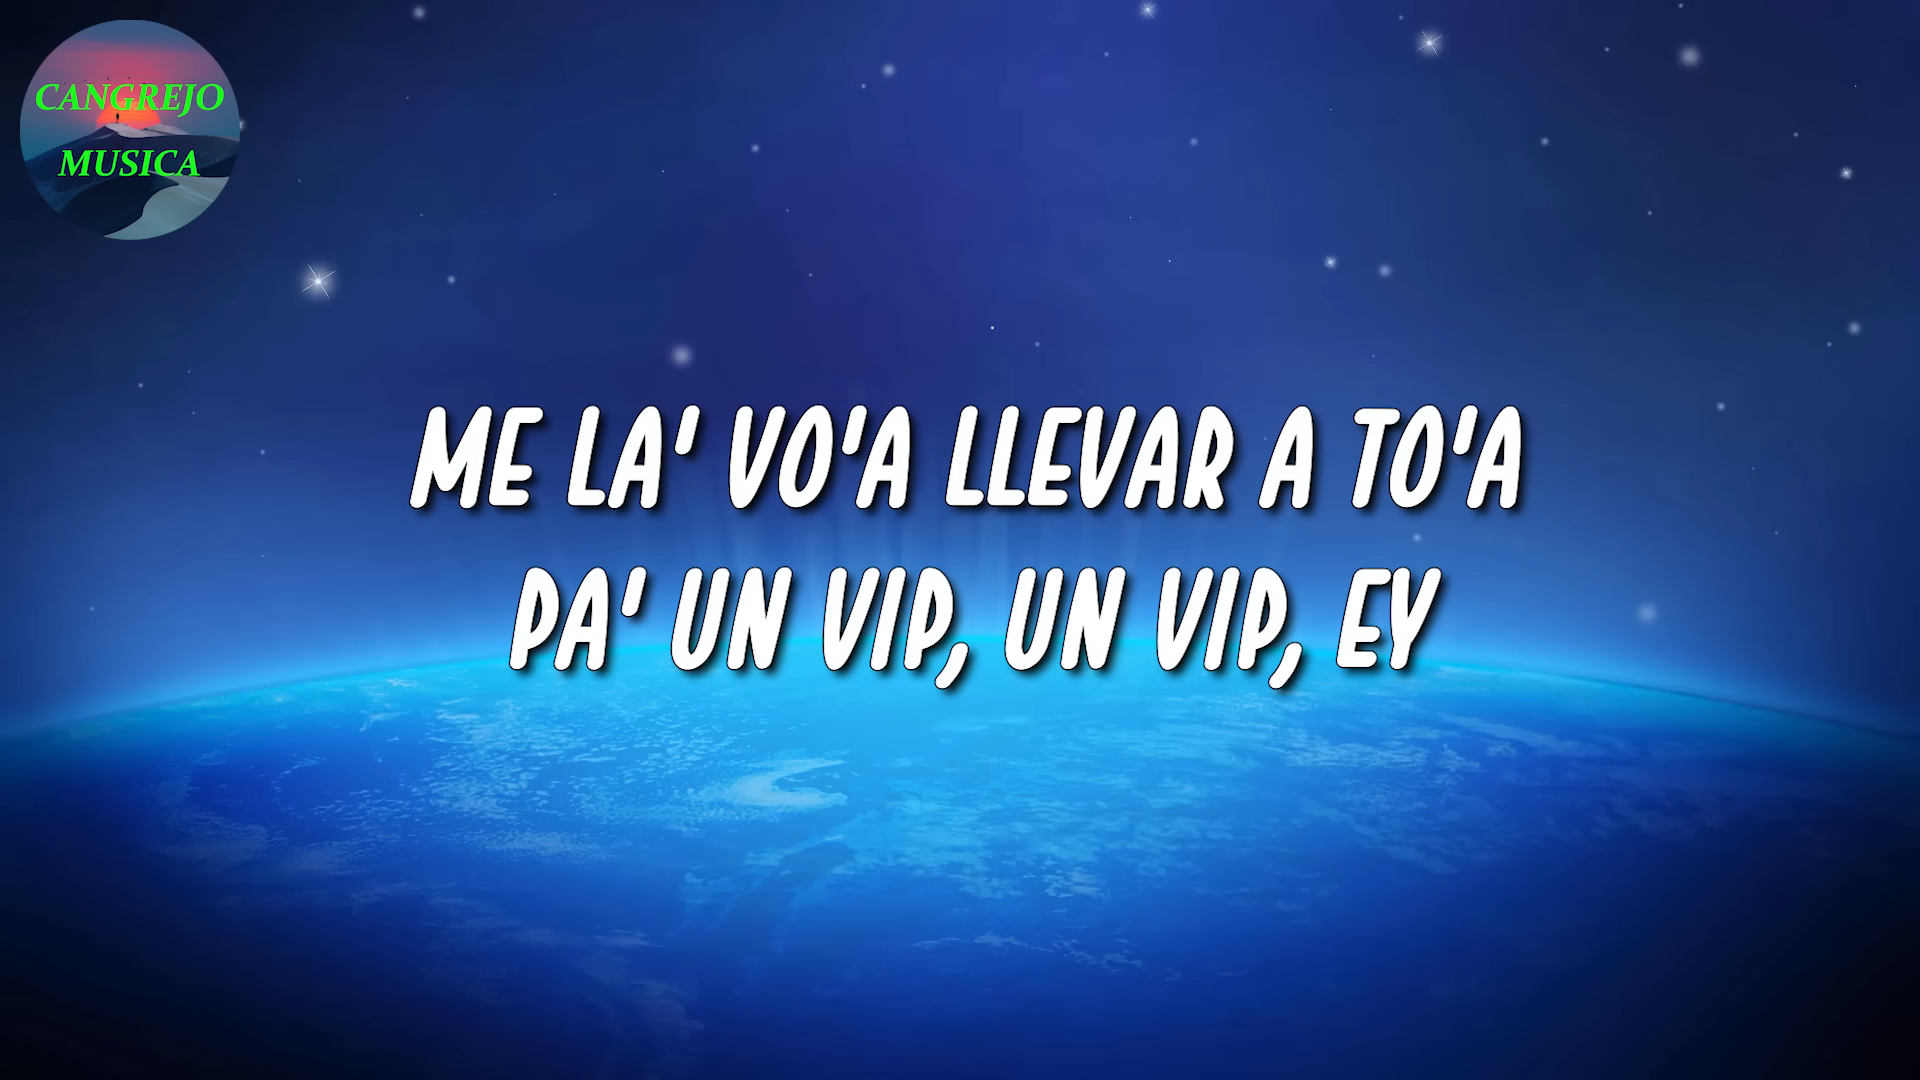 CANGREJO
MUSICA
ME LA' VO'A LLEVAR A TO'A
PA' UN VIP, UN VIP, EY